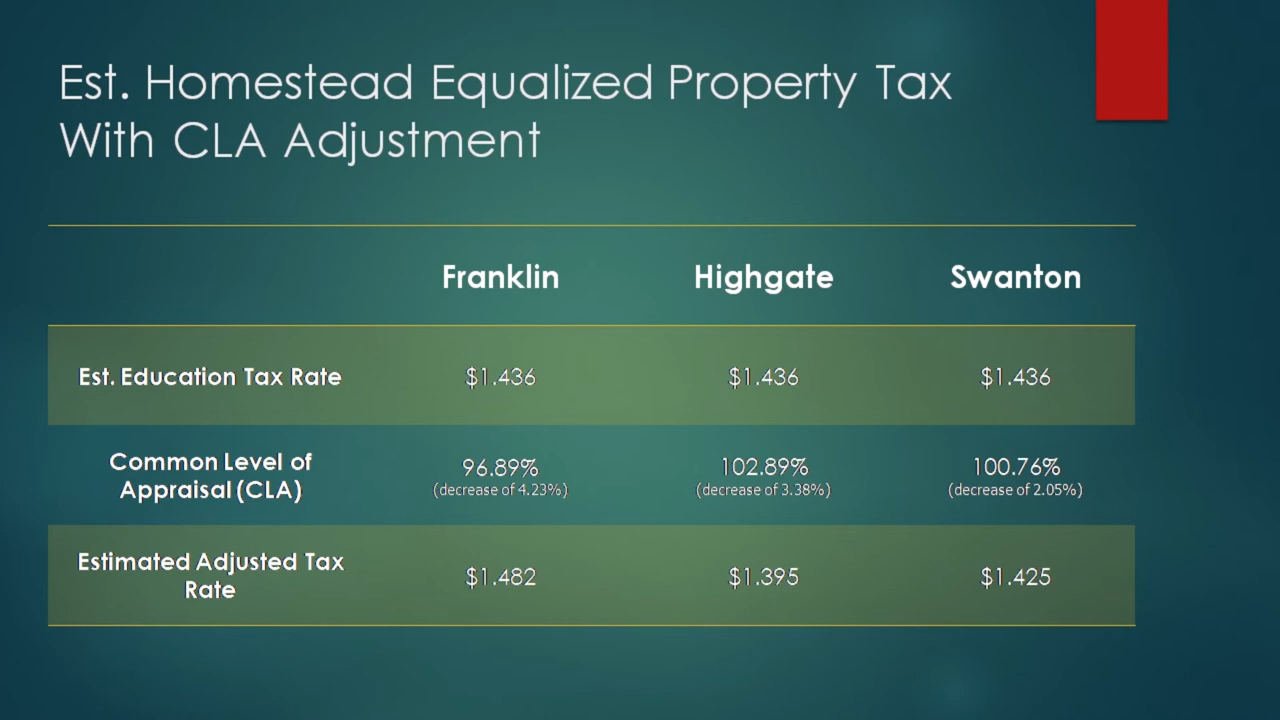 Est. Homestead Equalized Property Tax
With CLA Adjustment
Franklin Highgate Swanton
Est. Education Tax Rate $1.436 $1.436 $1.436
Common Level of
Appraisal (CLA)
96.89% 102.89% 100.76%
(decrease of 4.23%) (decrease of 3.38%) (decrease of 2.05%)
Estimated Adjusted Tax
Rate
$1.482 $1.395 $1.425